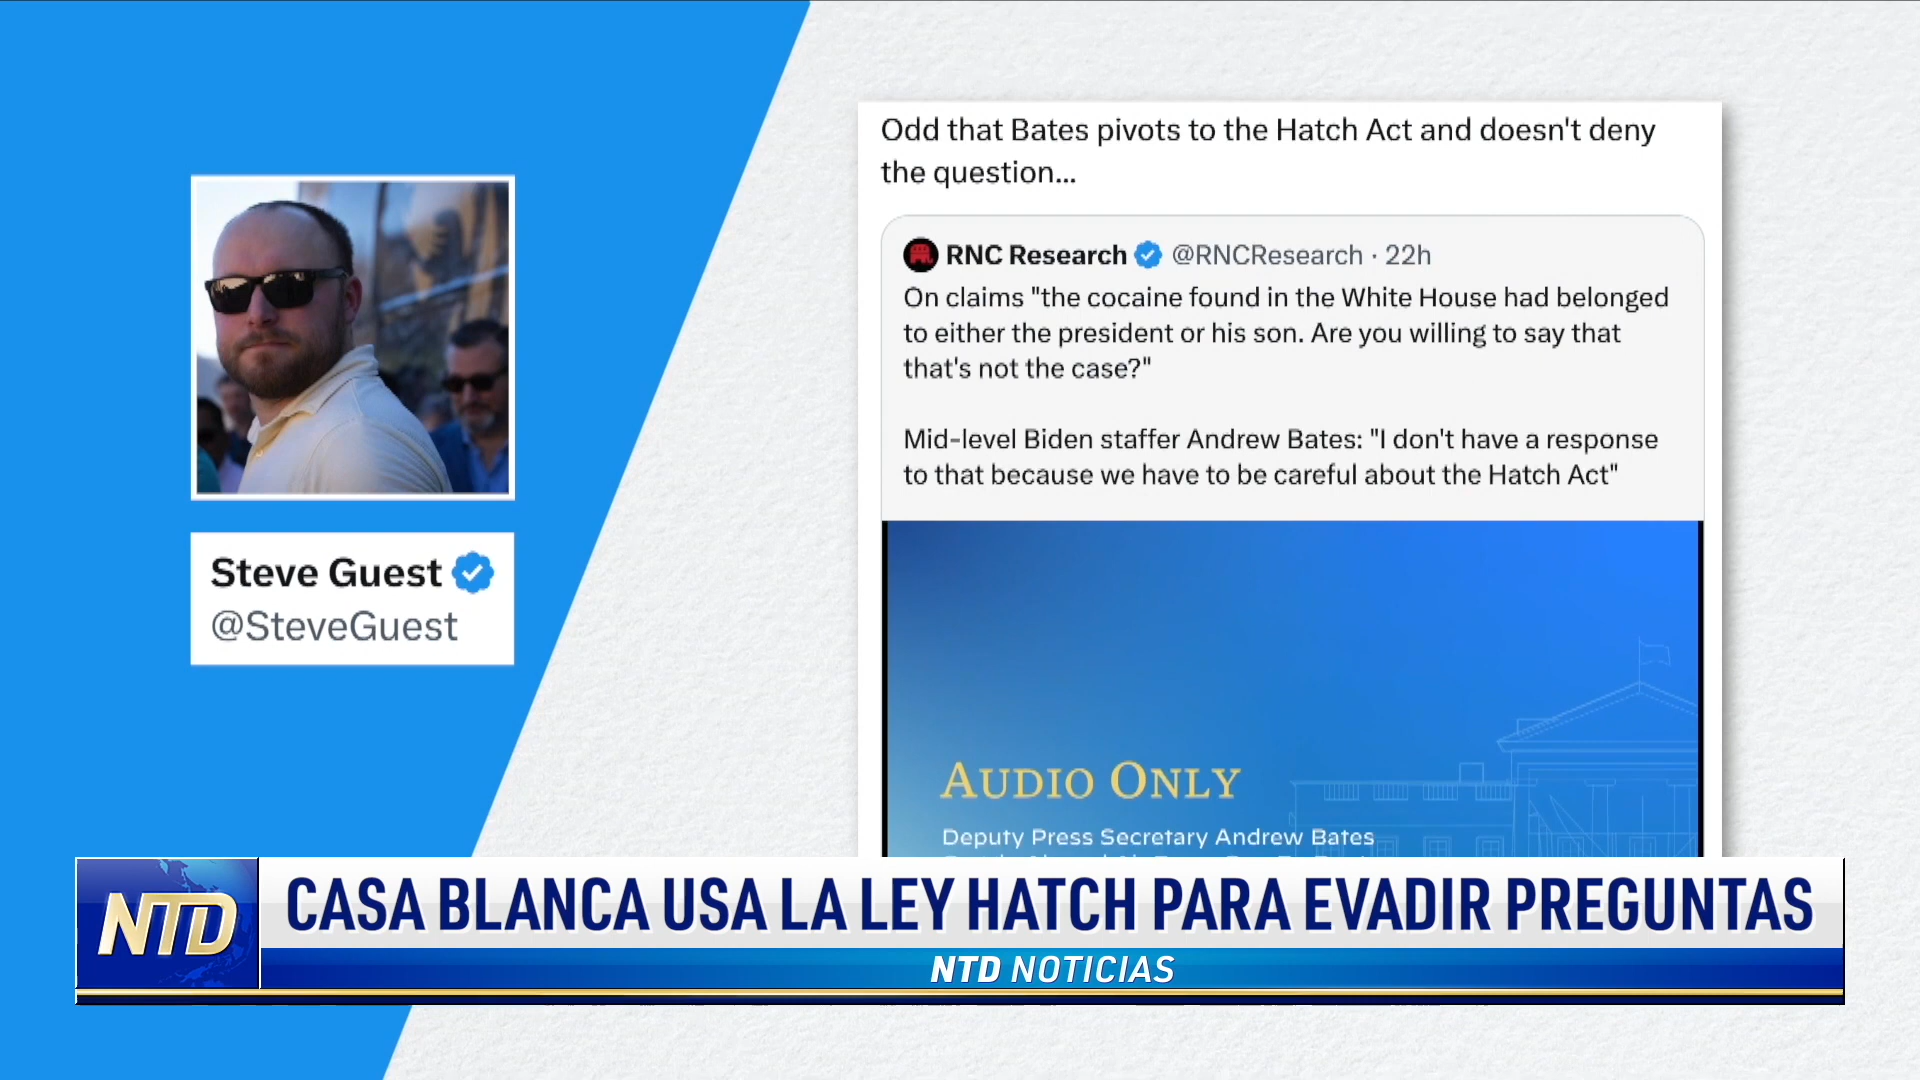 Odd that Bates pivots to the Hatch Act and doesn't deny
the question...
RNC Research @RNCResearch · 22h
On claims "the cocaine found in the White House had belonged
to either the president or his son. Are you willing to say that
that's not the case?"
Mid-level Biden staffer Andrew Bates: "I don't have a response
to that because we have to be careful about the Hatch Act"
Steve Guest
@SteveGuest
AUDIO ONLY
Deputy Press Secretary Andrew Bates
NTD
CASA BLANCA USA LA LEY HATCH PARA EVADIR PREGUNTAS
NTD NOTICIAS